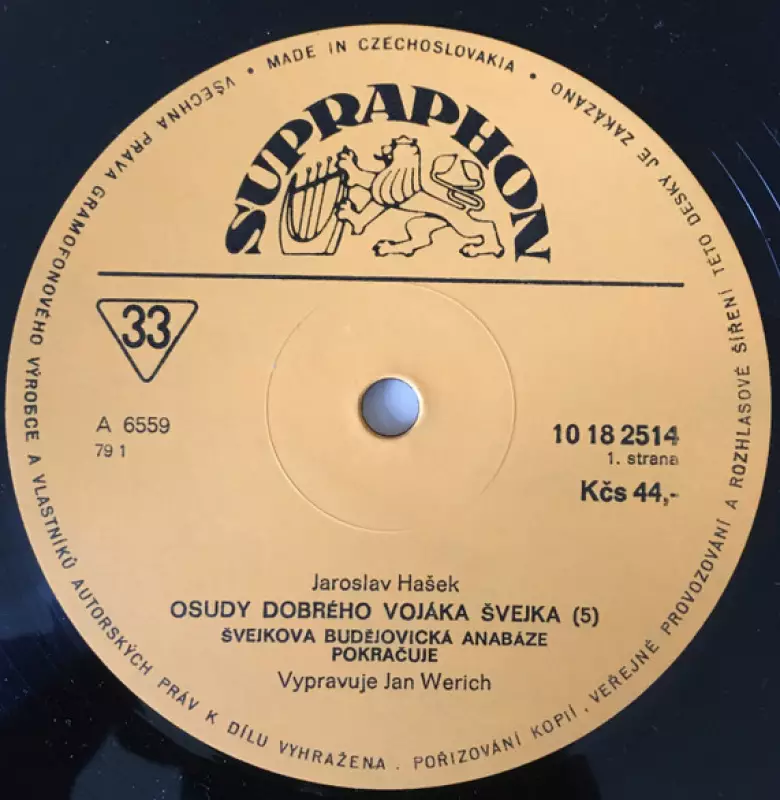 VŠECHNA PRÁVA GRAMOFONOVÉHO VÝROBCE A VLASTNÍKŮ AUTORSKÝCH PRÁV K DÍLU VYHRAŽENA . POŘIZOVÁNÍ KOPIÍ, VEŘEJNÉ PROVOZOVÁNÍ A ROZHLASOVÉ ŠÍŘENÍ TÉTO DESKY JE ZAKÁZÁNO
• MADE IN CZECHOSLOVAKIA •
SUPRAPHON
33
A 6559
79 1
10 18 2514
1. strana
Kčs 44,-
Jaroslav Hašek
OSUDY DOBRÉHO VOJÁKA ŠVEJKA (5)
ŠVEJKOVA BUDĚJOVICKÁ ANABÁZE
POKRAČUJE
Vypravuje Jan Werich